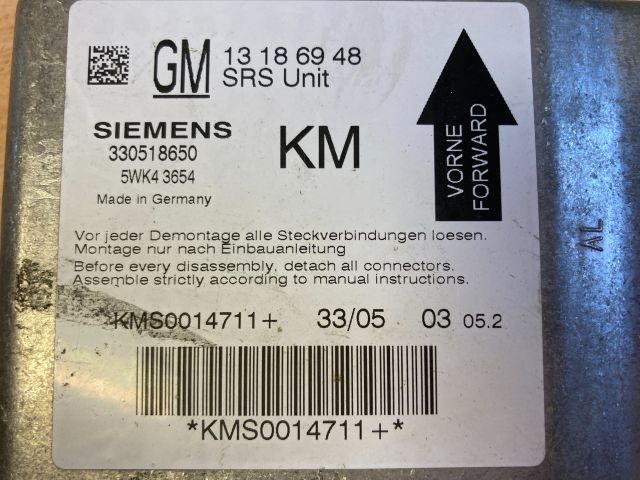 GM 13 18 69 48
SRS Unit
SIEMENS
330518650
5WK4 3654
Made in Germany
KM
VORNE
FORWARD
Vor jeder Demontage alle Steckverbindungen loesen.
Montage nur nach Einbauanleitung
Before every disassembly, detach all connectors.
Assemble strictly according to manual instructions.
KMS0014711+ 33/05 03 05.2
*KMS0014711+*
AL